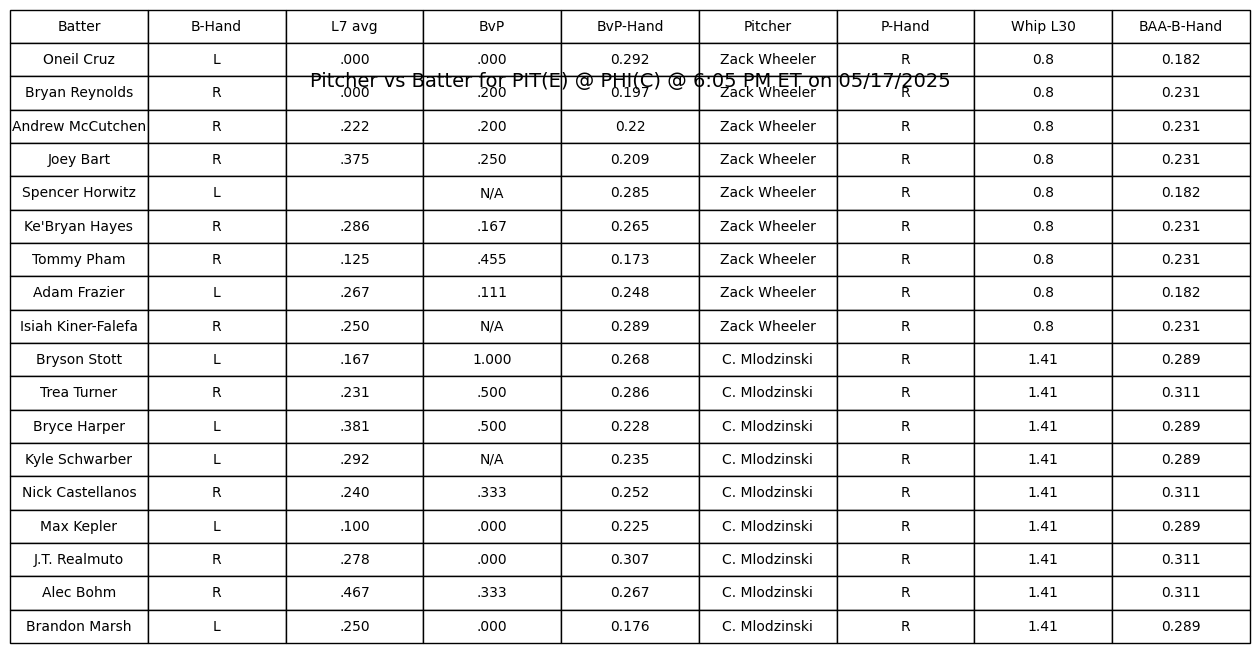 Batter B-Hand L7 avg BvP BvP-Hand Pitcher P-Hand Whip L30 BAA-B-Hand
Oneil Cruz L .000 .000 0.292 Zack Wheeler R 0.8 0.182
Pitcher vs Batter for PIT(E) @ PHI(C) @ 6:05 PM ET on 05/17/2025
Bryan Reynolds R .000 .200 0.197 Zack Wheeler R 0.8 0.231
Andrew McCutchen R .222 .200 0.22 Zack Wheeler R 0.8 0.231
Joey Bart R .375 .250 0.209 Zack Wheeler R 0.8 0.231
Spencer Horwitz L N/A 0.285 Zack Wheeler R 0.8 0.182
Ke'Bryan Hayes R .286 .167 0.265 Zack Wheeler R 0.8 0.231
Tommy Pham R .125 .455 0.173 Zack Wheeler R 0.8 0.231
Adam Frazier L .267 .111 0.248 Zack Wheeler R 0.8 0.182
Isiah Kiner-Falefa R .250 N/A 0.289 Zack Wheeler R 0.8 0.231
Bryson Stott L .167 1.000 0.268 C. Mlodzinski R 1.41 0.289
Trea Turner R .231 .500 0.286 C. Mlodzinski R 1.41 0.311
Bryce Harper L .381 .500 0.228 C. Mlodzinski R 1.41 0.289
Kyle Schwarber L .292 N/A 0.235 C. Mlodzinski R 1.41 0.289
Nick Castellanos R .240 .333 0.252 C. Mlodzinski R 1.41 0.311
Max Kepler L .100 .000 0.225 C. Mlodzinski R 1.41 0.289
J.T. Realmuto R .278 .000 0.307 C. Mlodzinski R 1.41 0.311
Alec Bohm R .467 .333 0.267 C. Mlodzinski R 1.41 0.311
Brandon Marsh L .250 .000 0.176 C. Mlodzinski R 1.41 0.289